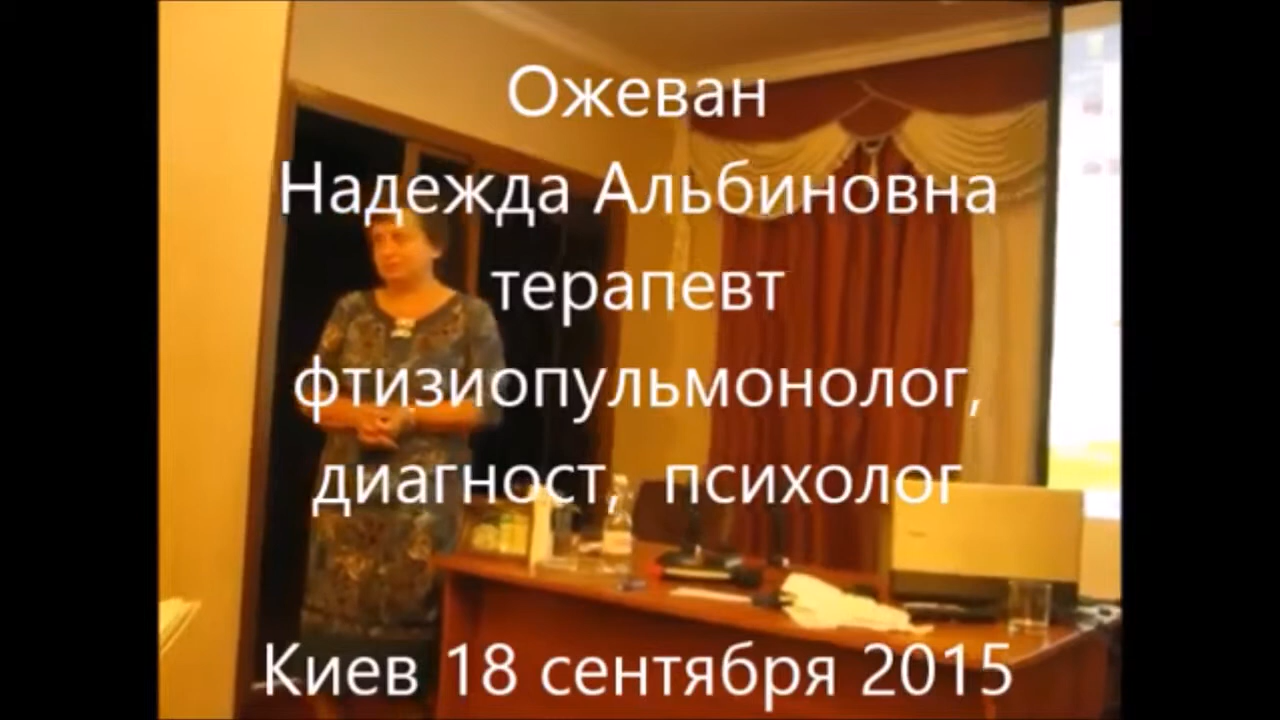 Ожеван
Надежда Альбиновна
терапевт
фтизиопульмонолог,
диагност, психолог
Киев 18 сентября 2015